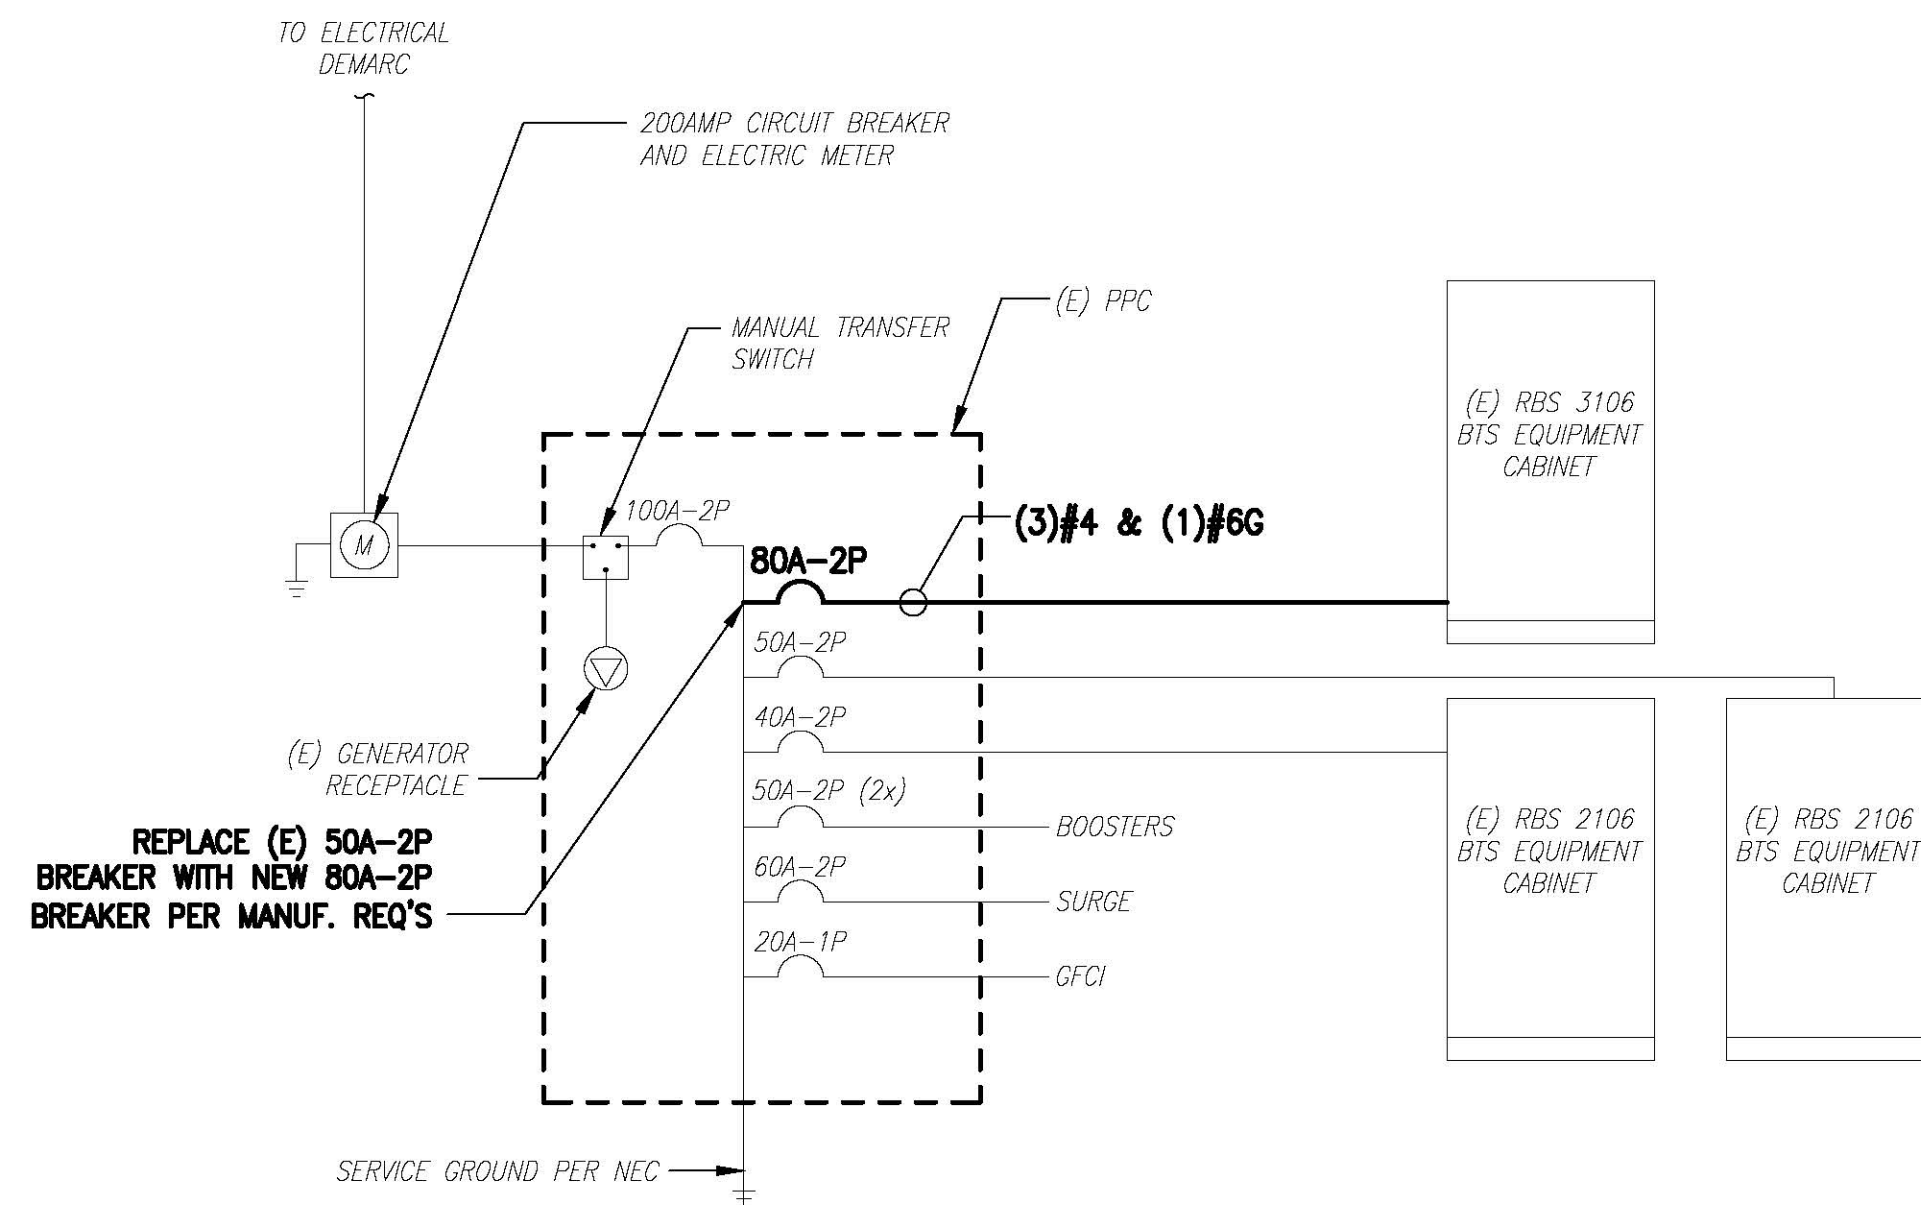 TO ELECTRICAL
DEMARC
200AMP CIRCUIT BREAKER
AND ELECTRIC METER
(E) PPC
MANUAL TRANSFER
SWITCH
(E) RBS 3106
BTS EQUIPMENT
CABINET
100A-2P
(3)#4 & (1)#6G
M
80A-2P
50A-2P
40A-2P
(E) GENERATOR
RECEPTACLE
50A-2P (2x)
BOOSTERS
(E) RBS 2106
BTS EQUIPMENT
CABINET
(E) RBS 2106
BTS EQUIPMENT
CABINET
REPLACE (E) 50A-2P
BREAKER WITH NEW 80A-2P
BREAKER PER MANUF. REQ'S
60A-2P
SURGE
20A-1P
GFCI
SERVICE GROUND PER NEC